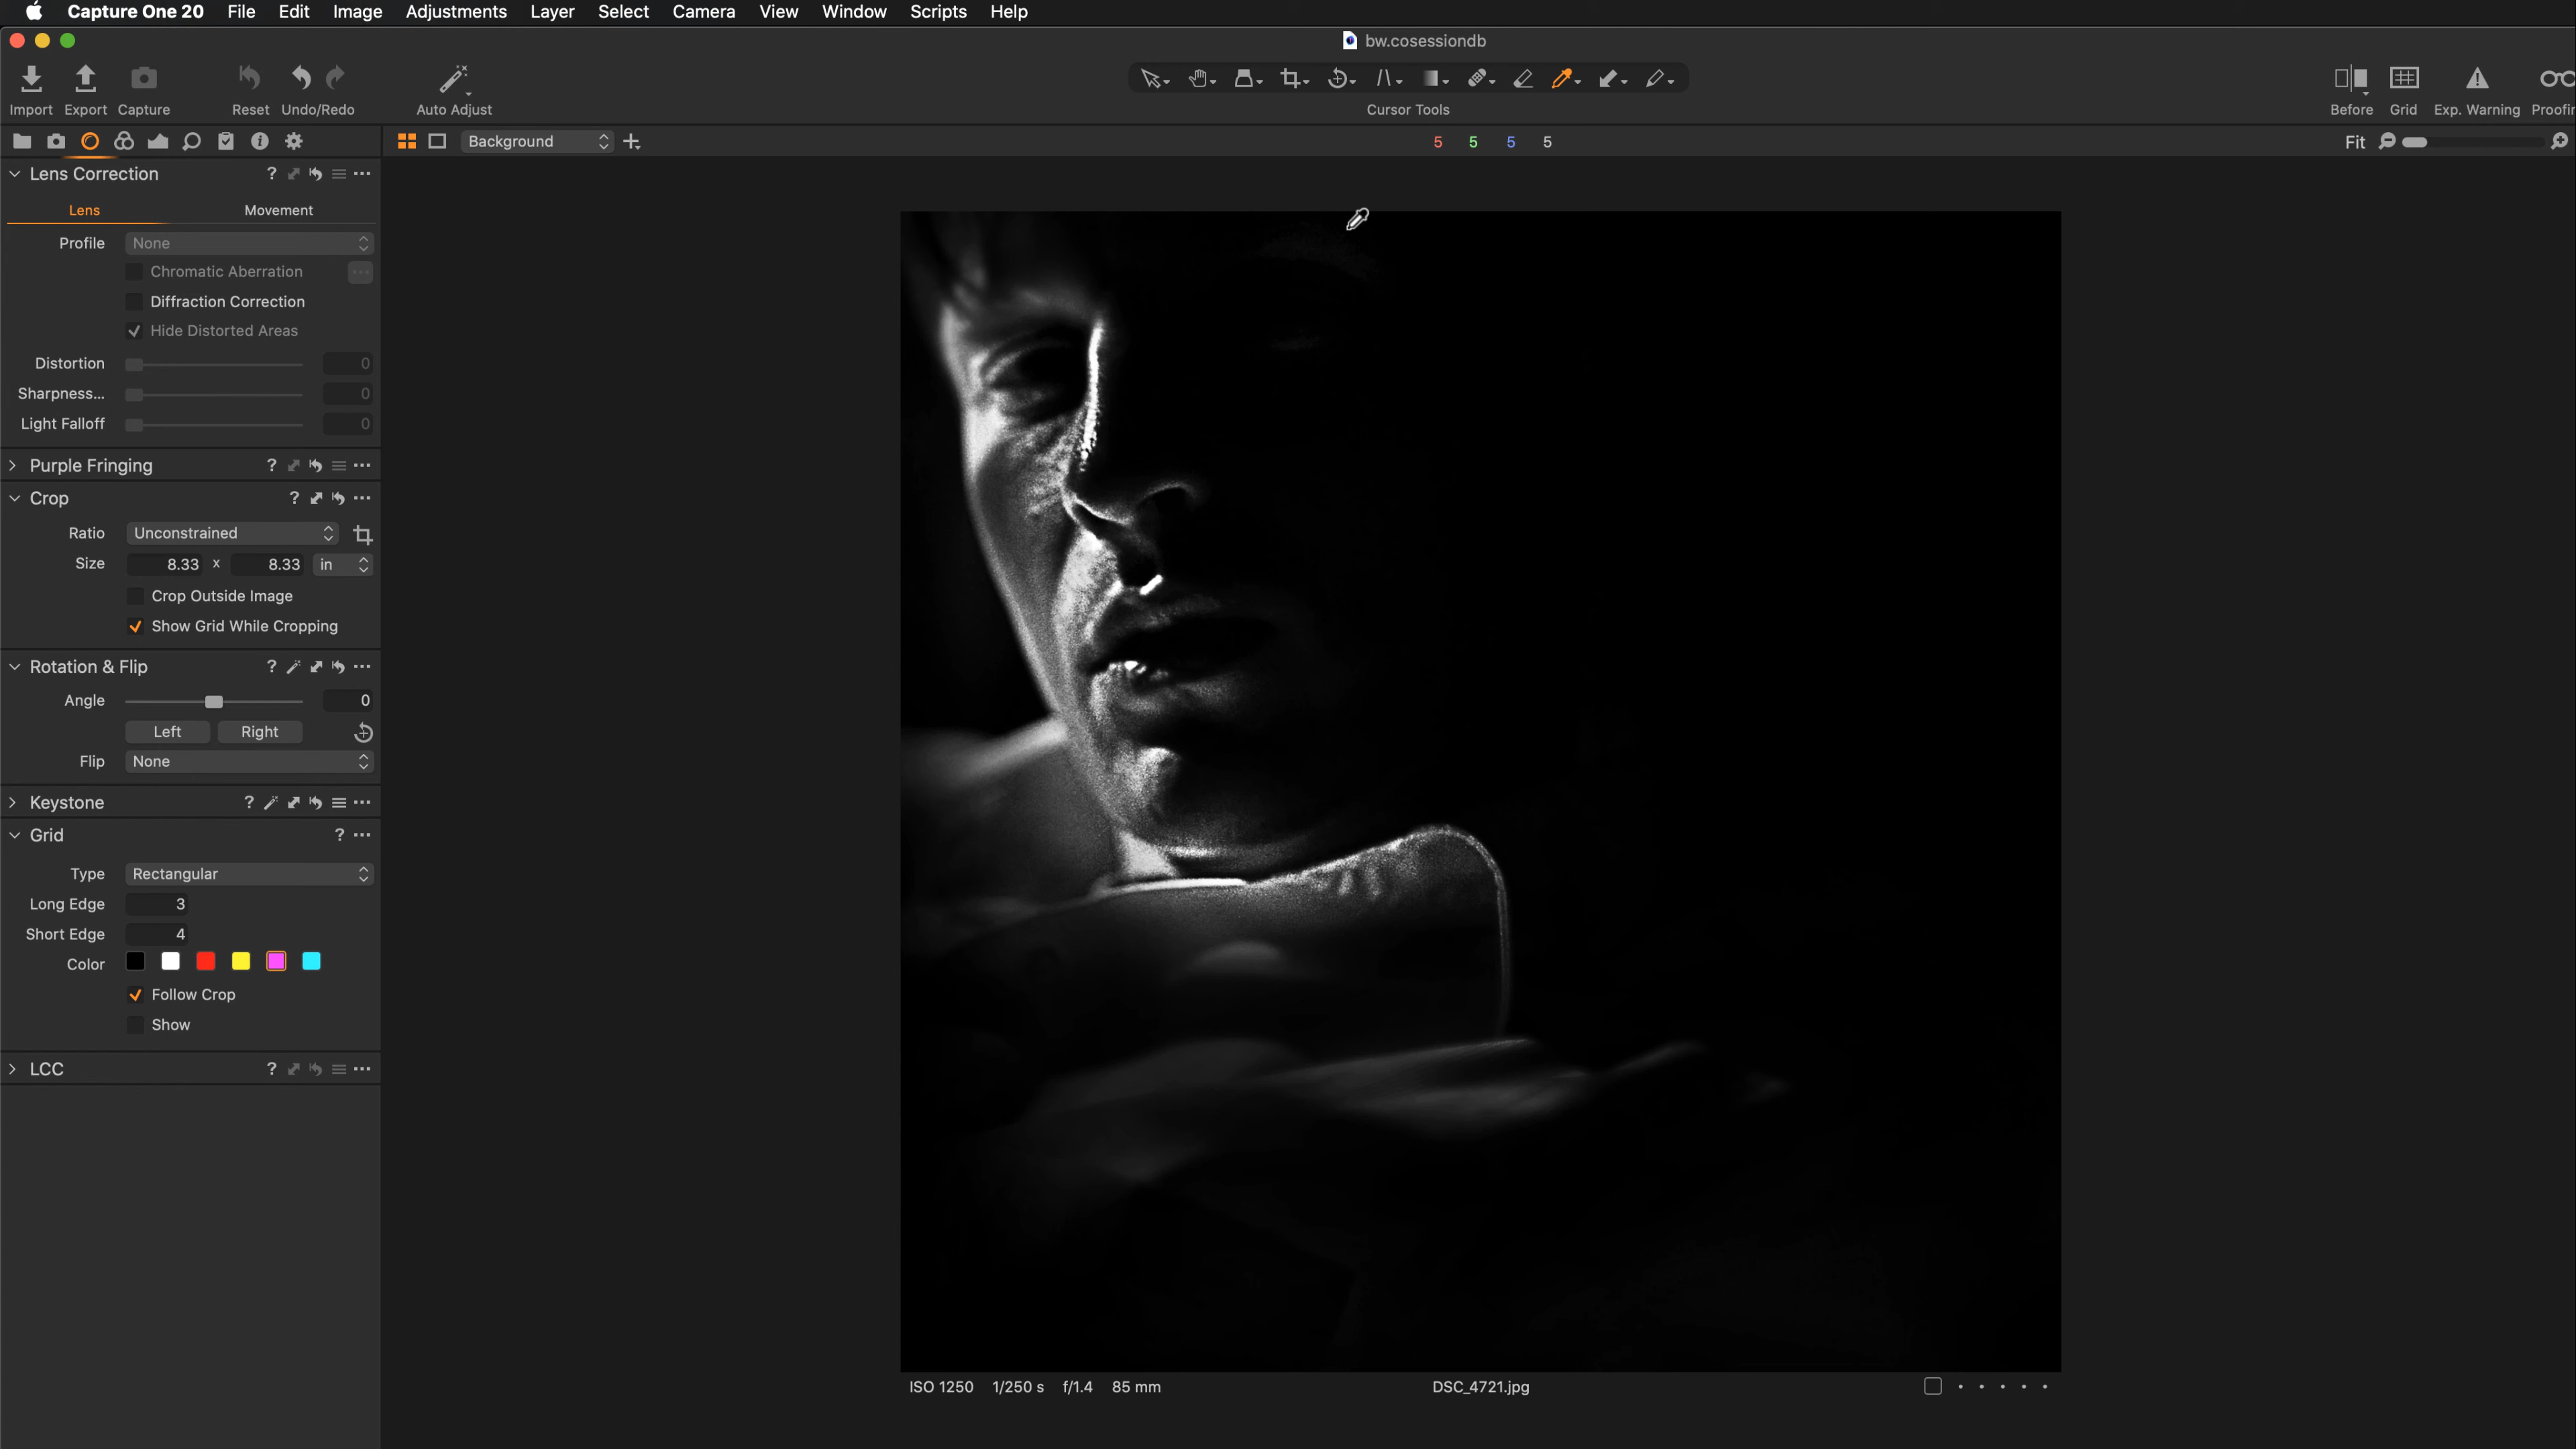 Capture One 20 File Edit Image Adjustments Layer Select Camera View Window Scripts Help
bw.cosessiondb
Import Export Capture Reset Undo/Redo Auto Adjust Cursor Tools Before Grid Exp. Warning Proofin
Background 5 5 5 5 Fit
Lens Correction ?
Lens Movement
Profile None
Chromatic Aberration
Diffraction Correction
Hide Distorted Areas
Distortion 0
Sharpness... 0
Light Falloff 0
Purple Fringing ?
Crop ?
Ratio Unconstrained
Size 8.33 x 8.33 in
Crop Outside Image
Show Grid While Cropping
Rotation & Flip ?
Angle 0
Left Right
Flip None
Keystone ?
Grid ?
Type Rectangular
Long Edge 3
Short Edge 4
Color
Follow Crop
Show
LCC ?
ISO 1250 1/250 s f/1.4 85 mm DSC_4721.jpg